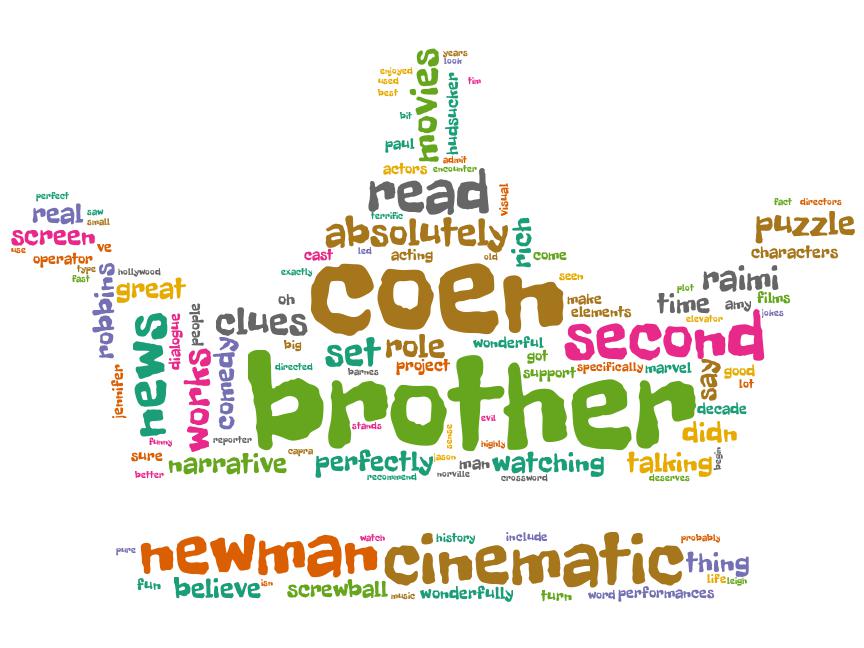 years
look
enjoyed
used
best
tim
movies
hudsucker
bit
paul
admit
actors encounter
read
visual
terrific
absolutely
rich
led
cast acting old come
exactly
seen
coen
make
elements
oh
clues
big
perfect
real saw
small
screen
use ve
operator
type hollywood
fast
great
robbins
people
dialogue
news
works
comedy
jennifer
funny
reporter
sure
better
narrative
fact directors
puzzle
characters
plot raimi
time amy films
elevator jokes
second
set role wonderful
got
project
directed barnes support specifically marvel say good
lot
brother
decade
stands evil
sense
didn
highly
capra
perfectly jason man watching talking
begin
recommend norville crossword deserves
watch history include probably
pure newman cinematic thing
life leigh
fun believe isn screwball music wonderfully turn word performances